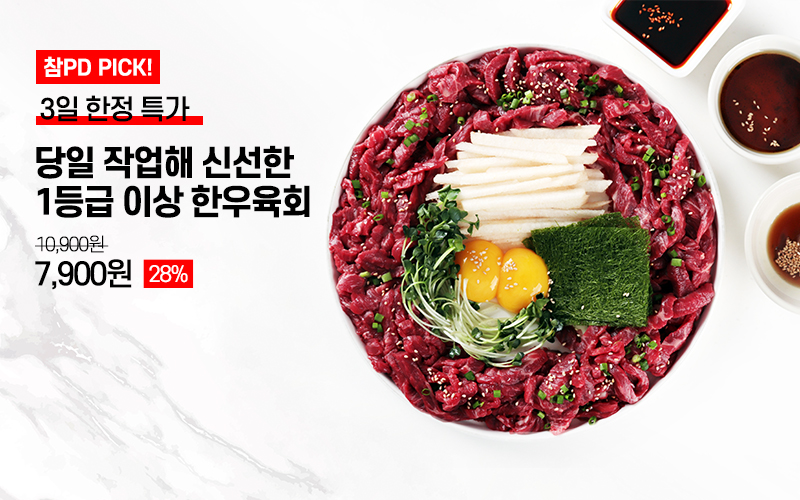 참PD PICK!
3일 한정 특가
당일 작업해 신선한
1등급 이상 한우육회
10,900원
7,900원 28%